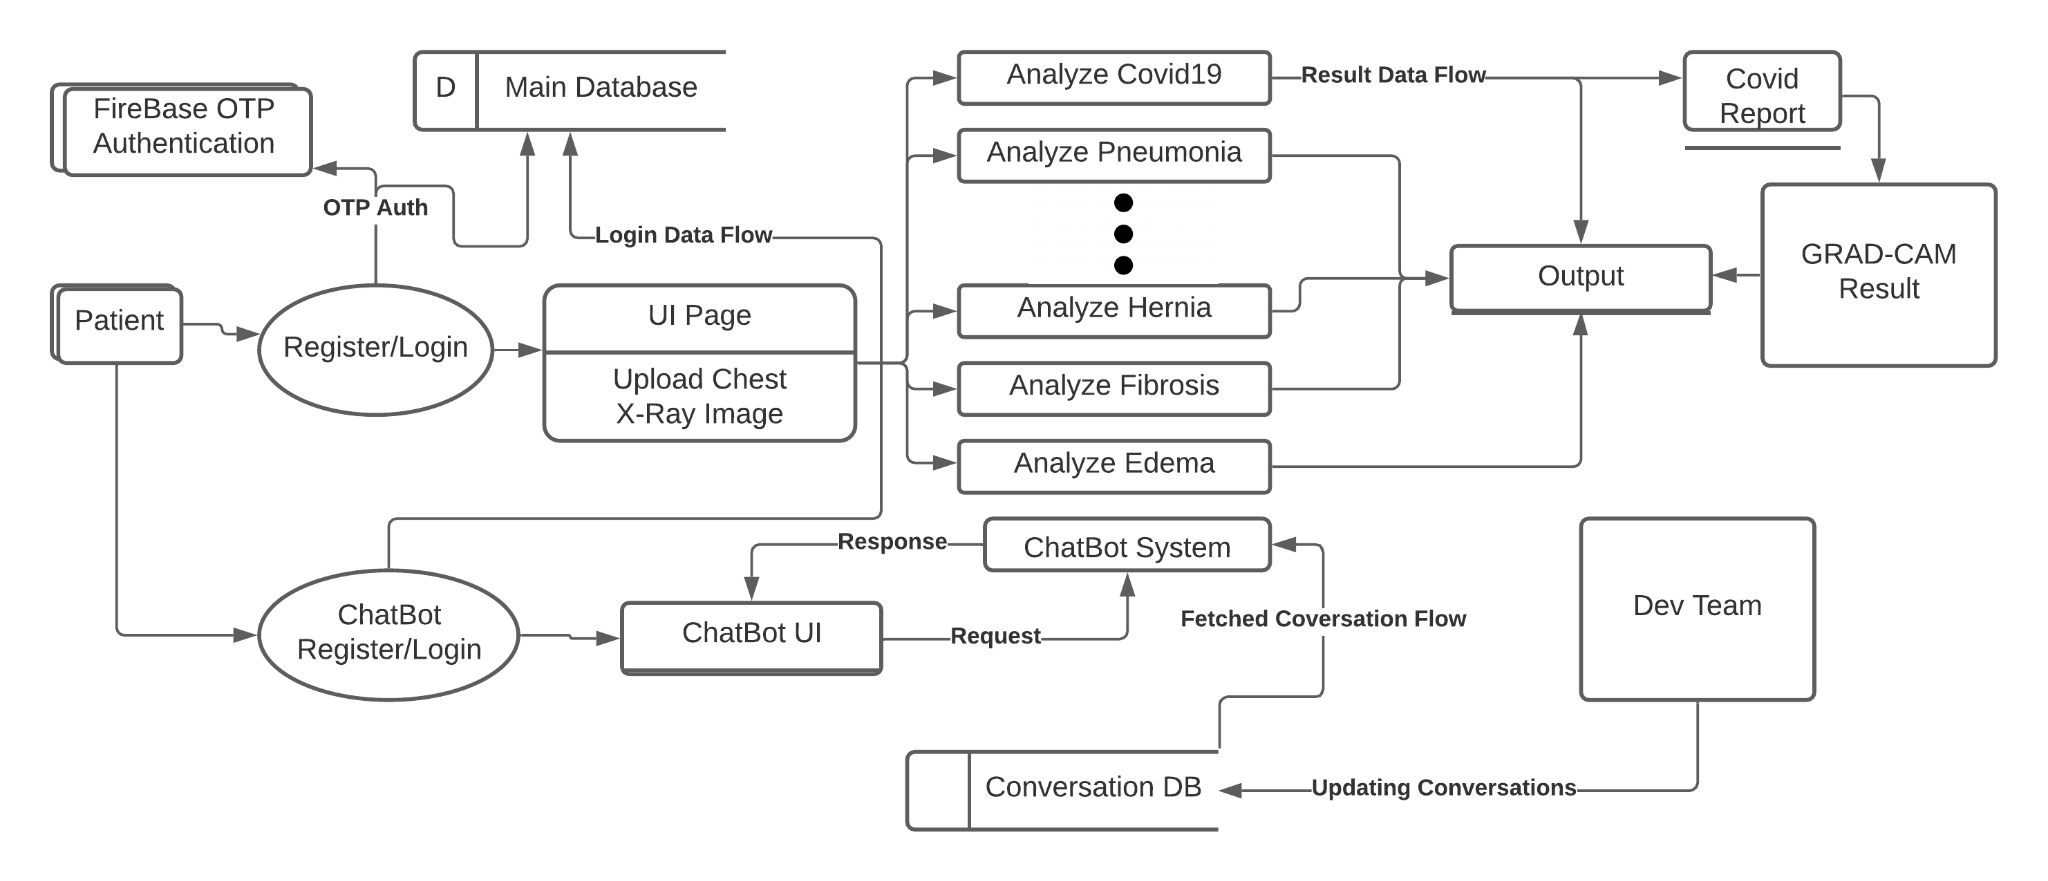 FireBase OTP
Authentication
D
Main Database
OTP Auth
Login Data Flow
Patient
Register/Login
UI Page
Upload Chest
X-Ray Image
Analyze Covid19
Analyze Pneumonia
Analyze Hernia
Analyze Fibrosis
Analyze Edema
Result Data Flow
Covid
Report
GRAD-CAM
Result
Output
ChatBot
Register/Login
ChatBot UI
Response
Request
ChatBot System
Fetched Coversation Flow
Dev Team
Conversation DB
Updating Conversations